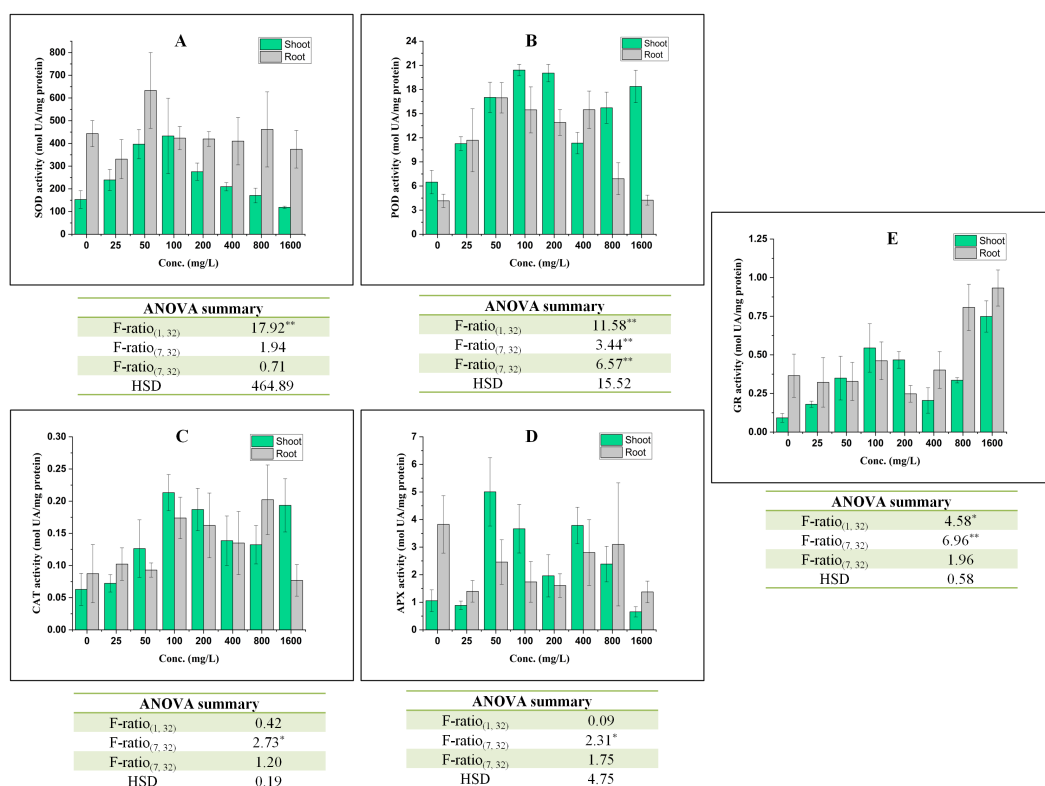 A
Shoot
Root
SOD activity (mol UA/mg protein)
800
700
600
500
400
300
200
100
0
0 25 50 100 200 400 800 1600
Conc. (mg/L)
ANOVA summary
F-ratio(1, 32) 17.92**
F-ratio(7, 32) 1.94
F-ratio(7, 32) 0.71
HSD 464.89
B
Shoot
Root
POD activity (mol UA/mg protein)
24
21
18
15
12
9
6
3
0
0 25 50 100 200 400 800 1600
Conc. (mg/L)
ANOVA summary
F-ratio(1, 32) 11.58**
F-ratio(7, 32) 3.44**
F-ratio(7, 32) 6.57**
HSD 15.52
C
Shoot
Root
CAT activity (mol UA/mg protein)
0.30
0.25
0.20
0.15
0.10
0.05
0.00
0 25 50 100 200 400 800 1600
Conc. (mg/L)
ANOVA summary
F-ratio(1, 32) 0.42
F-ratio(7, 32) 2.73*
F-ratio(7, 32) 1.20
HSD 0.19
D
Shoot
Root
APX activity (mol UA/mg protein)
7
6
5
4
3
2
1
0
0 25 50 100 200 400 800 1600
Conc. (mg/L)
ANOVA summary
F-ratio(1, 32) 0.09
F-ratio(7, 32) 2.31*
F-ratio(7, 32) 1.75
HSD 4.75
E
Shoot
Root
GR activity (mol UA/mg protein)
1.25
1.00
0.75
0.50
0.25
0.00
0 25 50 100 200 400 800 1600
Conc. (mg/L)
ANOVA summary
F-ratio(1, 32) 4.58*
F-ratio(7, 32) 6.96**
F-ratio(7, 32) 1.96
HSD 0.58